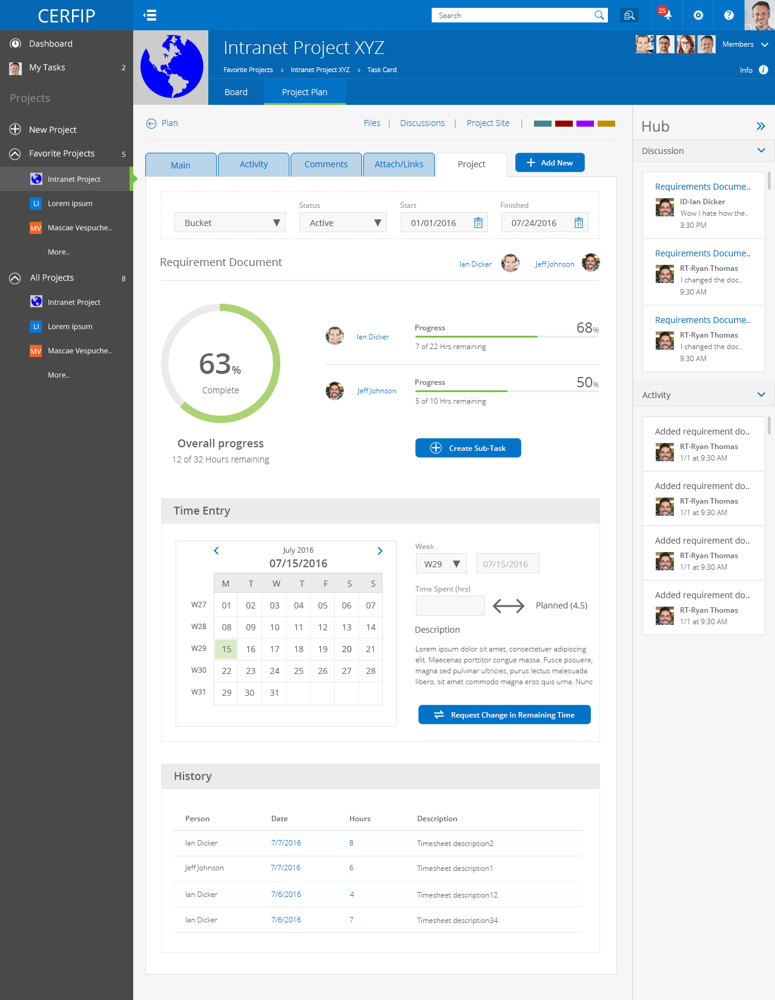 CERFIP
Search
25
?
Dashboard
My Tasks 2
Projects
New Project
Favorite Projects 5
Intranet Project
LI Lorem ipsum
MV Mascae Vespuche..
More..
All Projects 8
Intranet Project
LI Lorem ipsum
MV Mascae Vespuche..
More..
Intranet Project XYZ
Members
Favorite Projects > Intranet Project XYZ > Task Card
Info i
Board Project Plan
Plan
Files | Discussions | Project Site |
Main Activity Comments Attach/Links Project Add New
Status Start Finished
Bucket Active 01/01/2016 31 07/24/2016 31
Requirement Document Ian Dicker Jeff Johnson
63%
Complete
Overall progress
12 of 32 Hours remaining
Ian Dicker Progress 68%
7 of 22 Hrs remaining
Jeff Johnson Progress 50%
5 of 10 Hrs remaining
Create Sub-Task
Time Entry
July 2016
07/15/2016
M T W T F S S
W27 01 02 03 04 05 06 07
W28 08 09 10 11 12 13 14
W29 15 16 17 18 19 20 21
W30 22 23 24 25 26 27 28
W31 29 30 31
Week
W29 07/15/2016
Time Spent (hrs)
Planned (4.5)
Description
Lorem ipsum dolor sit amet, consectetuer adipiscing
elit. Maecenas porttitor congue massa. Fusce posuere,
magna sed pulvinar ultricies, purus lectus malesuada
libero, sit amet commodo magna eros quis urna. Nunc
Request Change in Remaining Time
History
Person Date Hours Description
Ian Dicker 7/7/2016 8 Timesheet description2
Jeff Johnson 7/7/2016 6 Timesheet description1
Ian Dicker 7/6/2016 4 Timesheet description12
Ian Dicker 7/6/2016 7 Timesheet description34
Hub
Discussion
Requirements Docume..
ID-Ian Dicker
Wow I hate how the..
3:30 PM
Requirements Docume..
RT-Ryan Thomas
I changed the doc..
9:30 AM
Requirements Docume..
RT-Ryan Thomas
I changed the doc..
9:30 AM
Activity
Added requirement do..
RT-Ryan Thomas
1/1 at 9:30 AM
Added requirement do..
RT-Ryan Thomas
1/1 at 9:30 AM
Added requirement do..
RT-Ryan Thomas
1/1 at 9:30 AM
Added requirement do..
RT-Ryan Thomas
1/1 at 9:30 AM